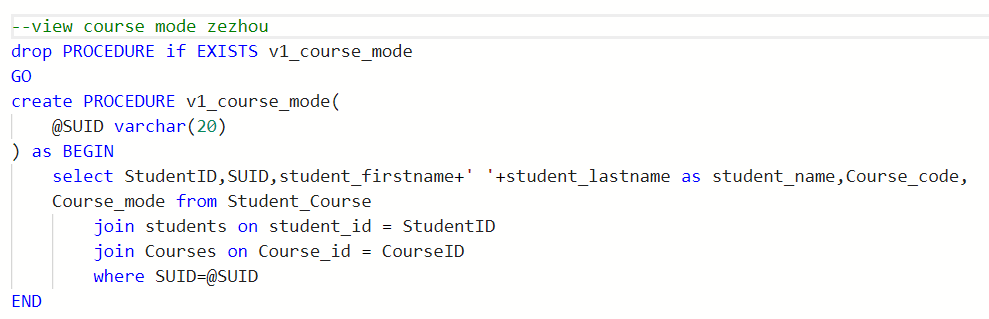 --view course mode zezhou
drop PROCEDURE if EXISTS v1_course_mode
GO
create PROCEDURE v1_course_mode(
    @SUID varchar(20)
) as BEGIN
    select StudentID,SUID,student_firstname+' '+student_lastname as student_name,Course_code,
    Course_mode from Student_Course
        join students on student_id = StudentID
        join Courses on Course_id = CourseID
        where SUID=@SUID
END